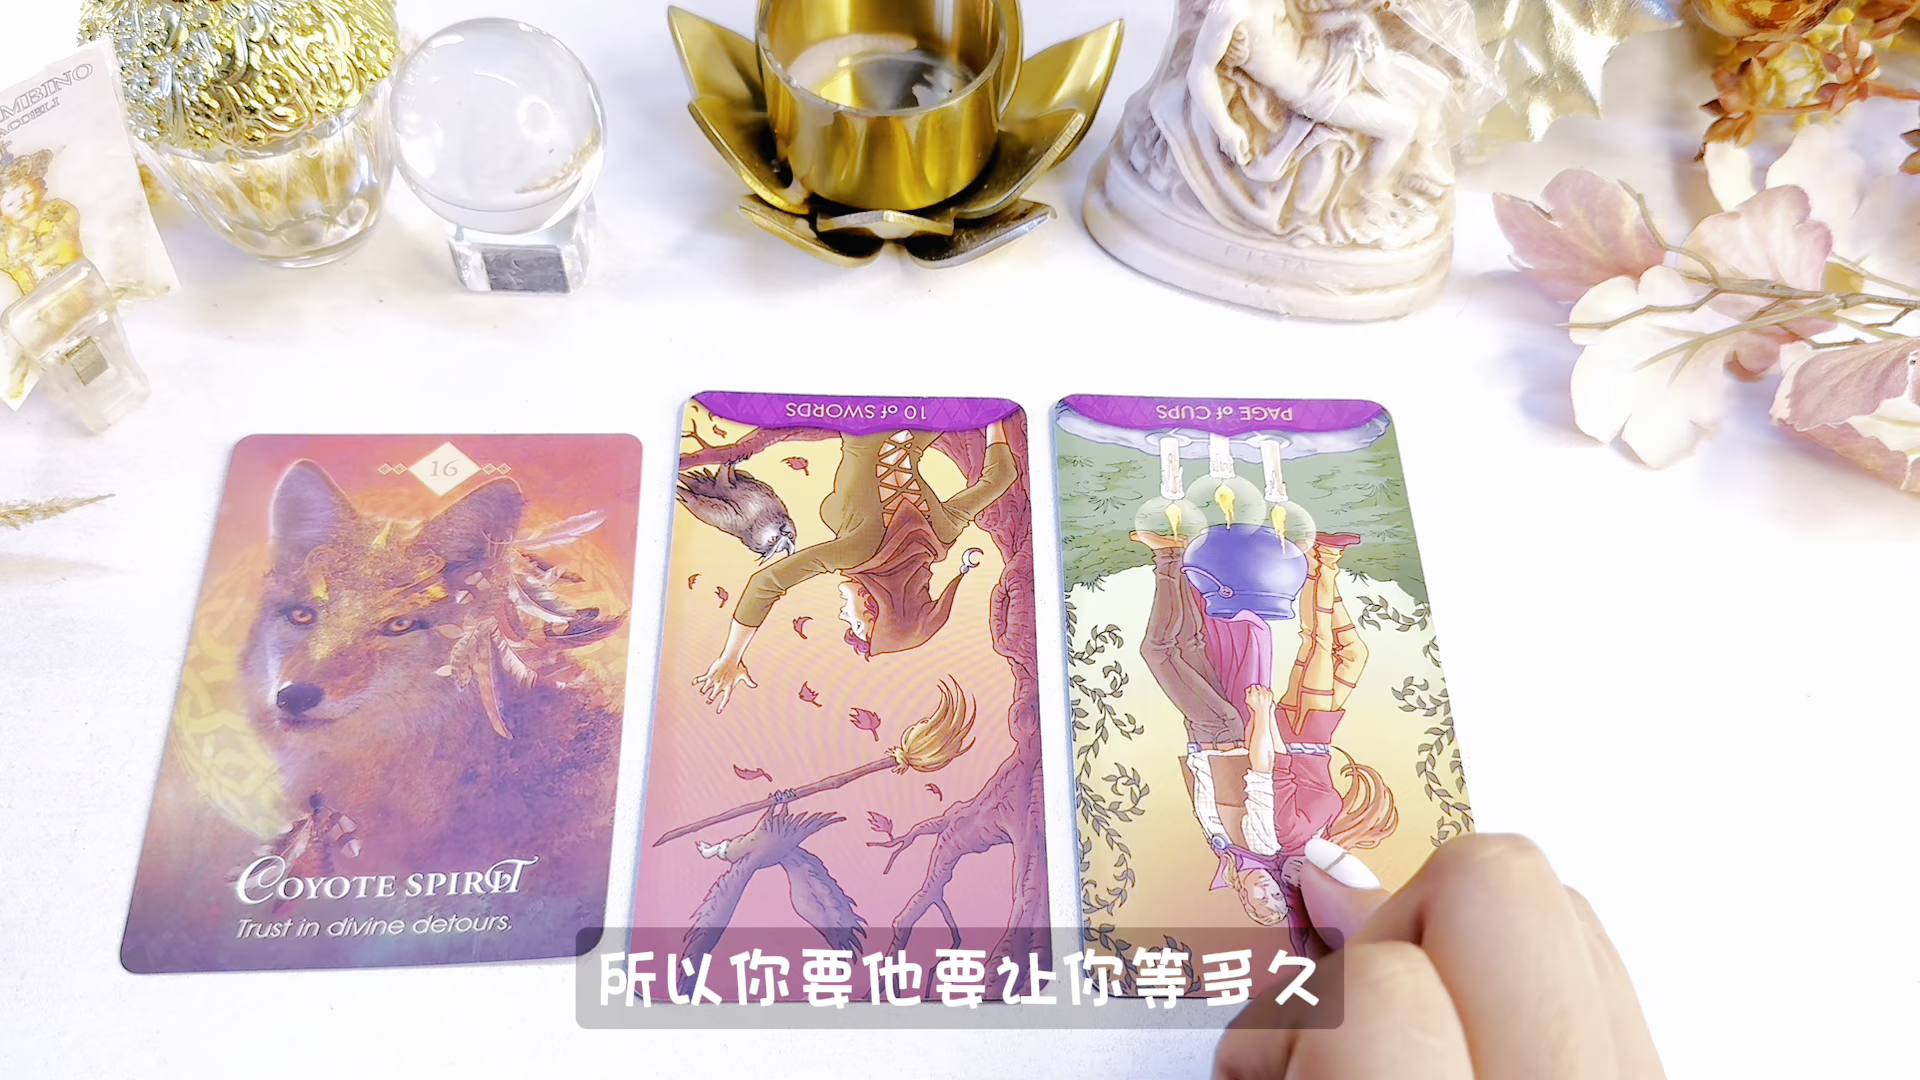 MBINO
16
10 of SWORDS
PAGE of CUPS
COYOTE SPIRIT
Trust in divine detours.
所以你要他要让你等多久